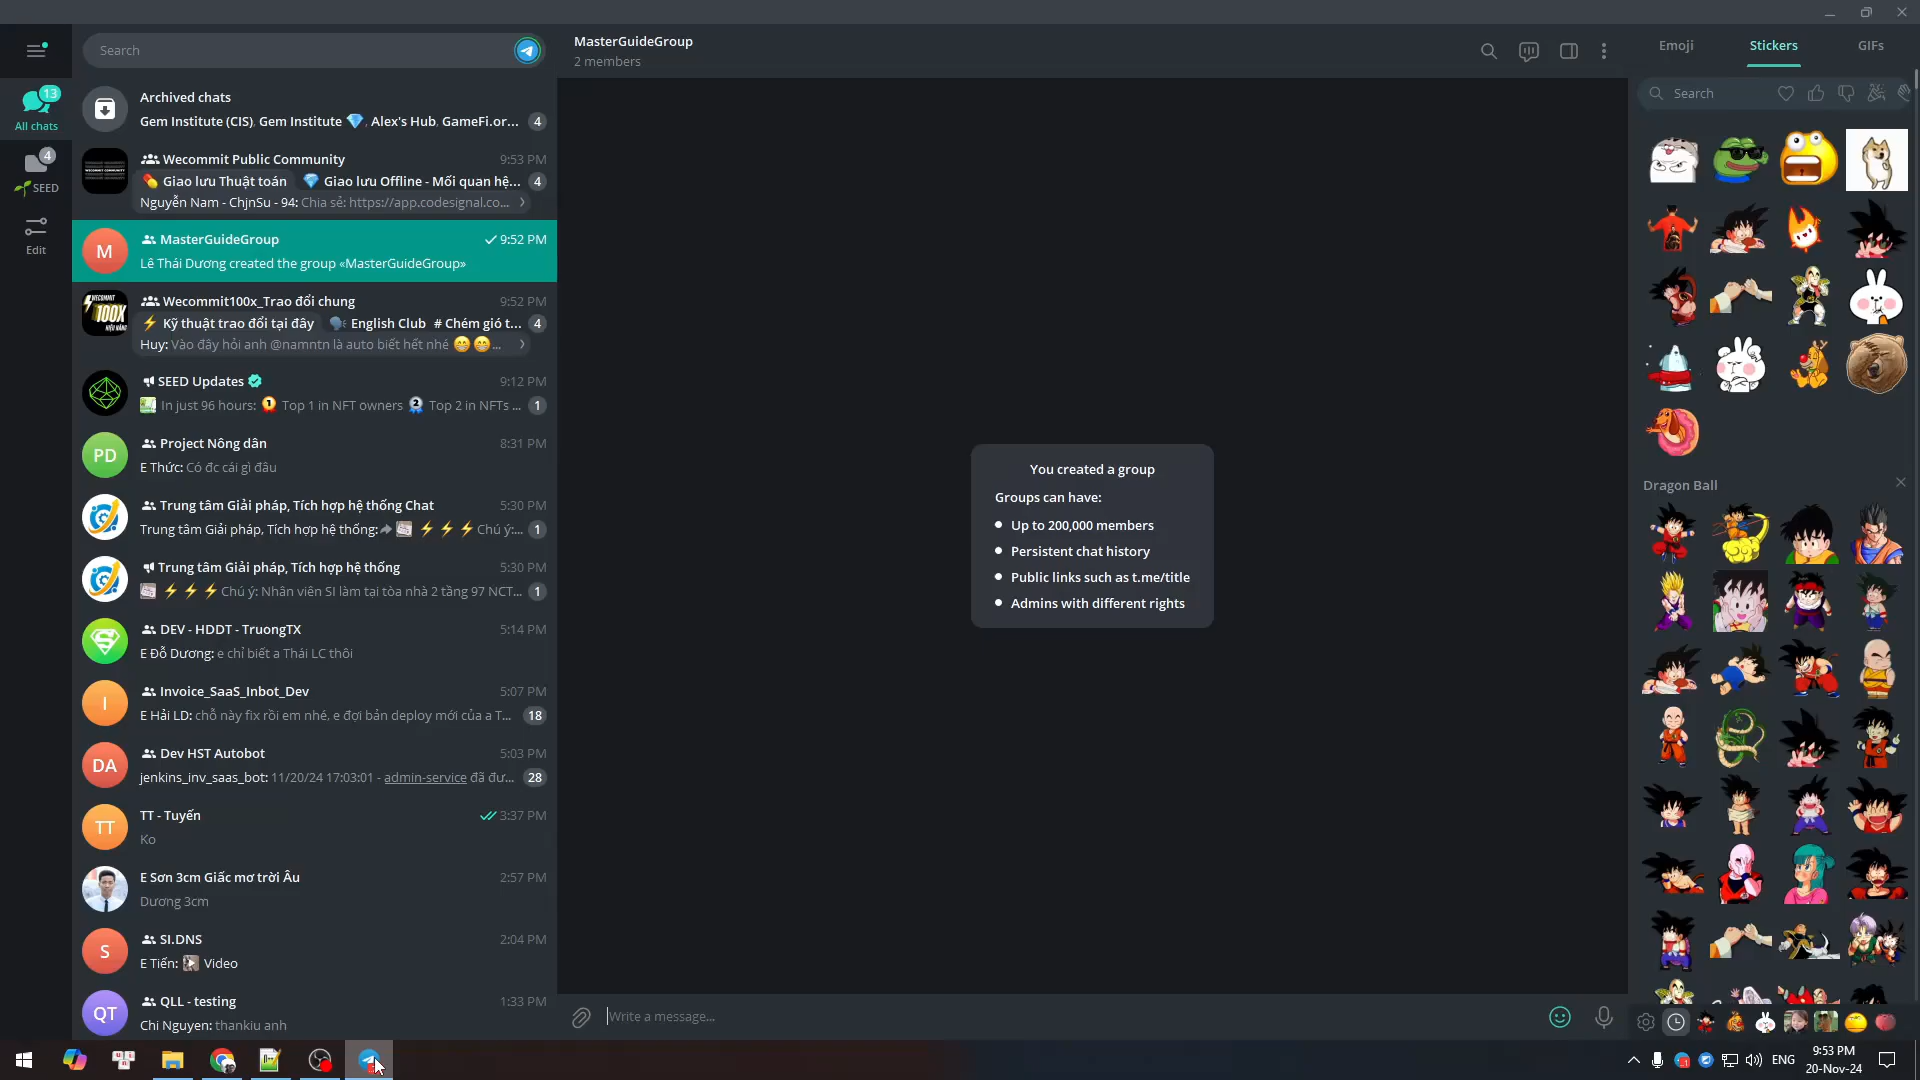 Search
MasterGuideGroup
2 members
Emoji
Stickers
GIFs
Search
13
All chats
4
SEED
Edit
Archived chats
Gem Institute (CIS), Gem Institute 💎, Alex's Hub, GameFi.or... 4
Wecommit Public Community 9:53 PM
💊 Giao lưu Thuật toán 💎 Giao lưu Offline - Mối quan hệ... 4
Nguyễn Nam - ChjnSu - 94: Chia sẻ: https://app.codesignal.co...
M
MasterGuideGroup 9:52 PM
Lê Thái Dương created the group «MasterGuideGroup»
WECOMMIT
100X
Wecommit100x_Trao đổi chung 9:52 PM
⚡ Kỹ thuật trao đổi tại đây 🗣 English Club # Chém gió t... 4
Huy: Vào đây hỏi anh @namntn là auto biết hết nhé 😁😁...
SEED Updates 9:12 PM
In just 96 hours: 🥇 Top 1 in NFT owners 🥈 Top 2 in NFTs ... 1
PD
Project Nông dân 8:31 PM
E Thức: Có đc cái gì đâu
Trung tâm Giải pháp, Tích hợp hệ thống Chat 5:30 PM
Trung tâm Giải pháp, Tích hợp hệ thống: ⚡⚡⚡Chú ý:... 1
Trung tâm Giải pháp, Tích hợp hệ thống 5:30 PM
⚡⚡⚡Chú ý: Nhân viên SI làm tại tòa nhà 2 tầng 97 NCT... 1
DEV - HDDT - TruongTX 5:14 PM
E Đỗ Dương: e chỉ biết a Thái LC thôi
I
Invoice_SaaS_Inbot_Dev 5:07 PM
E Hải LD: chỗ này fix rồi em nhé, e đợi bản deploy mới của a T... 18
DA
Dev HST Autobot 5:03 PM
jenkins_inv_saas_bot: 11/20/24 17:03:01 - admin-service đã đư... 28
TT
TT - Tuyến 3:37 PM
Ko
E Sơn 3cm Giấc mơ trời Âu 2:57 PM
Dương 3cm
S
SI.DNS 2:04 PM
E Tiến: Video
QT
QLL - testing 1:33 PM
Chi Nguyen: thankiu anh
You created a group
Groups can have:
• Up to 200,000 members
• Persistent chat history
• Public links such as t.me/title
• Admins with different rights
Write a message...
Dragon Ball
ENG
9:53 PM
20-Nov-24